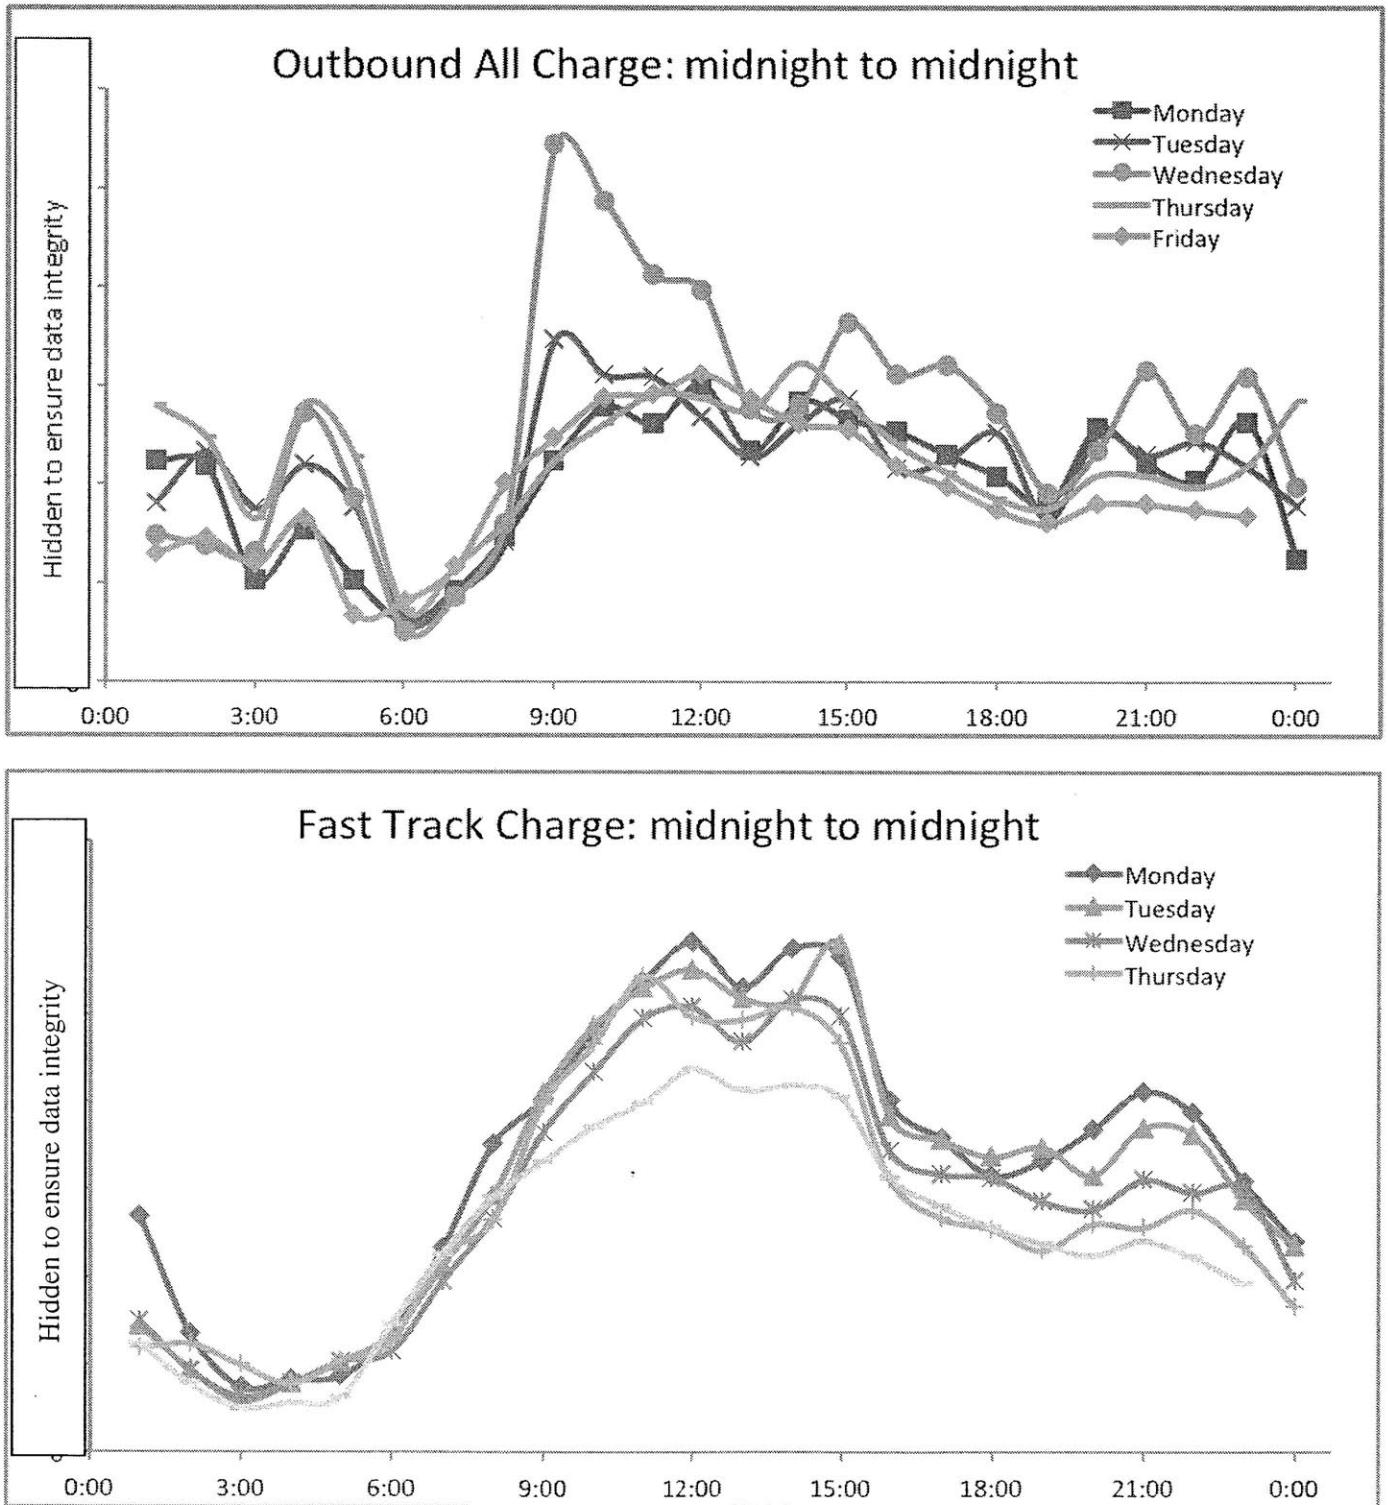 Outbound All Charge: midnight to midnight
Hidden to ensure data integrity
Monday
Tuesday
Wednesday
Thursday
Friday
0:00 3:00 6:00 9:00 12:00 15:00 18:00 21:00 0:00
Fast Track Charge: midnight to midnight
Hidden to ensure data integrity
Monday
Tuesday
Wednesday
Thursday
0:00 3:00 6:00 9:00 12:00 15:00 18:00 21:00 0:00